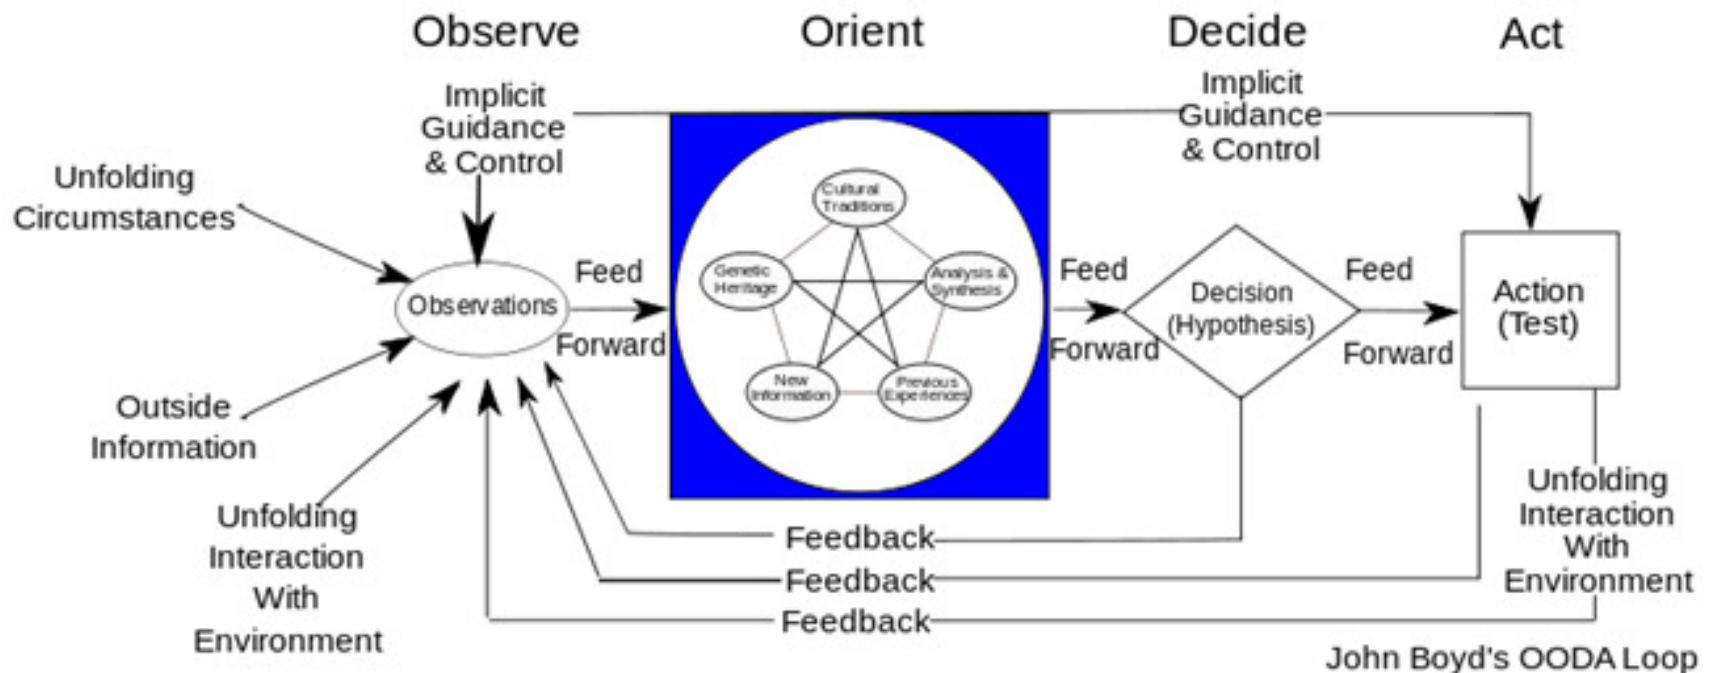 Observe
Orient
Decide
Act
Implicit
Guidance
& Control
Implicit
Guidance
& Control
Unfolding
Circumstances
Observations
Outside
Information
Unfolding
Interaction
With
Environment
Feed
Forward
Cultural
Traditions
Genetic
Heritage
Analysis &
Synthesis
New
Information
Previous
Experiences
Feed
Forward
Decision
(Hypothesis)
Feed
Forward
Action
(Test)
Unfolding
Interaction
With
Environment
Feedback
Feedback
Feedback
John Boyd's OODA Loop